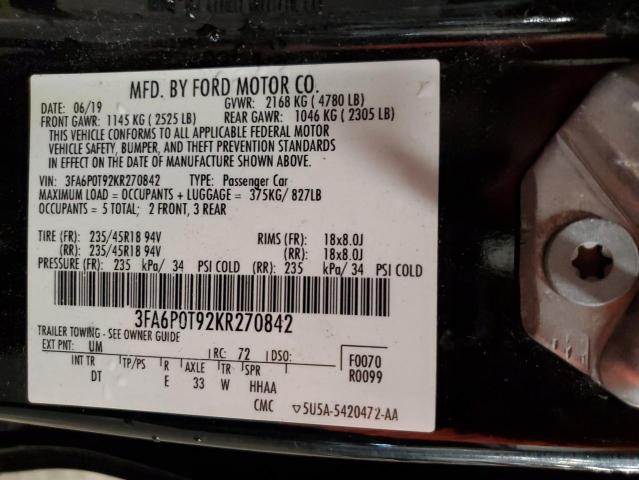 MFD. BY FORD MOTOR CO.
DATE: 06/19 GVWR: 2168 KG ( 4780 LB)
FRONT GAWR: 1145 KG ( 2525 LB) REAR GAWR: 1046 KG ( 2305 LB)
THIS VEHICLE CONFORMS TO ALL APPLICABLE FEDERAL MOTOR
VEHICLE SAFETY, BUMPER, AND THEFT PREVENTION STANDARDS
IN EFFECT ON THE DATE OF MANUFACTURE SHOWN ABOVE.
VIN: 3FA6P0T92KR270842 TYPE: Passenger Car
MAXIMUM LOAD = OCCUPANTS + LUGGAGE = 375KG/ 827LB
OCCUPANTS = 5 TOTAL; 2 FRONT, 3 REAR
TIRE (FR): 235/45R18 94V RIMS (FR): 18x8.0J
(RR): 235/45R18 94V (RR): 18x8.0J
PRESSURE (FR): 235 kPa/ 34 PSI COLD (RR): 235 kPa/ 34 PSI COLD
3FA6P0T92KR270842
TRAILER TOWING - SEE OWNER GUIDE
EXT PNT: UM RC: 72 DSO: F0070
INT TR TP/PS R AXLE TR SPR R0099
DT E 33 W HHAA
CMC ▽5U5A-5420472-AA